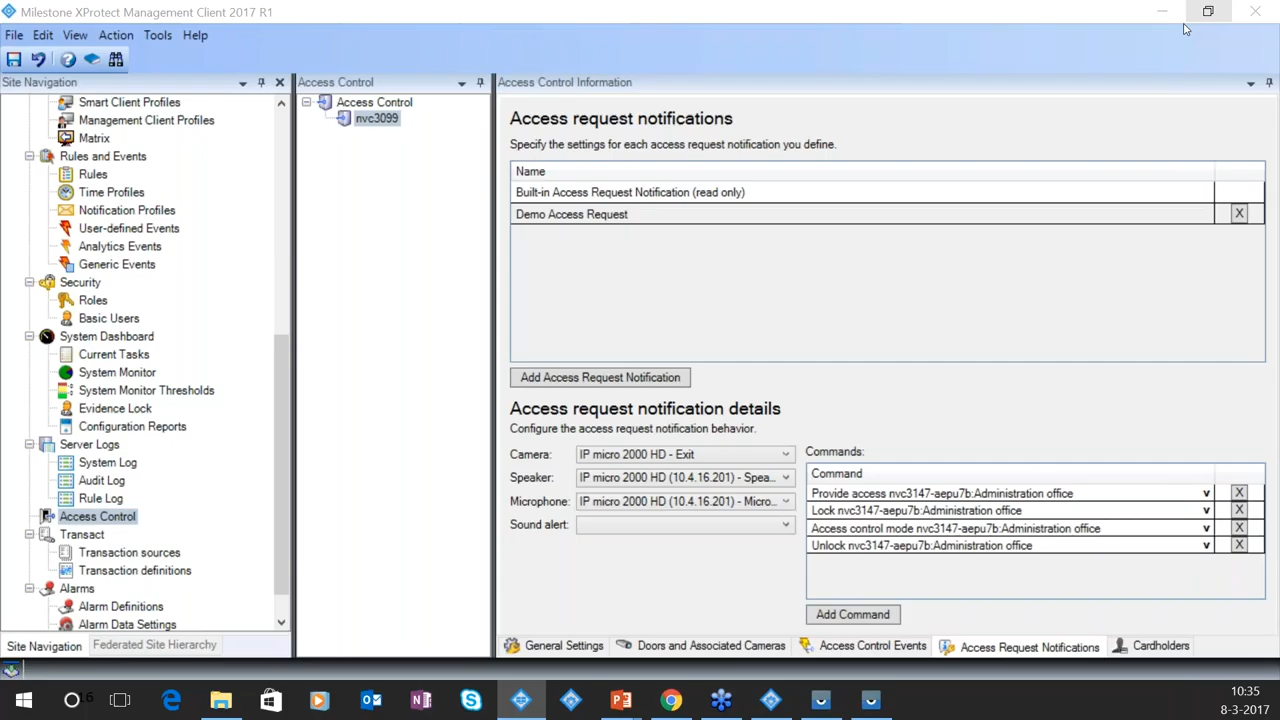 Milestone XProtect Management Client 2017 R1
File Edit View Action Tools Help
Site Navigation
Smart Client Profiles
Management Client Profiles
Matrix
Rules and Events
Rules
Time Profiles
Notification Profiles
User-defined Events
Analytics Events
Generic Events
Security
Roles
Basic Users
System Dashboard
Current Tasks
System Monitor
System Monitor Thresholds
Evidence Lock
Configuration Reports
Server Logs
System Log
Audit Log
Rule Log
Access Control
Transact
Transaction sources
Transaction definitions
Alarms
Alarm Definitions
Alarm Data Settings
Site Navigation Federated Site Hierarchy
Access Control
Access Control
nvc3099
Access Control Information
Access request notifications
Specify the settings for each access request notification you define.
Name
Built-in Access Request Notification (read only)
Demo Access Request X
Add Access Request Notification
Access request notification details
Configure the access request notification behavior.
Camera: IP micro 2000 HD - Exit
Speaker: IP micro 2000 HD (10.4.16.201) - Spea...
Microphone: IP micro 2000 HD (10.4.16.201) - Micro...
Sound alert:
Commands:
Command
Provide access nvc3147-aepu7b:Administration office v X
Lock nvc3147-aepu7b:Administration office v X
Access control mode nvc3147-aepu7b:Administration office v X
Unlock nvc3147-aepu7b:Administration office v X
Add Command
General Settings Doors and Associated Cameras Access Control Events Access Request Notifications Cardholders
16
10:35
8-3-2017